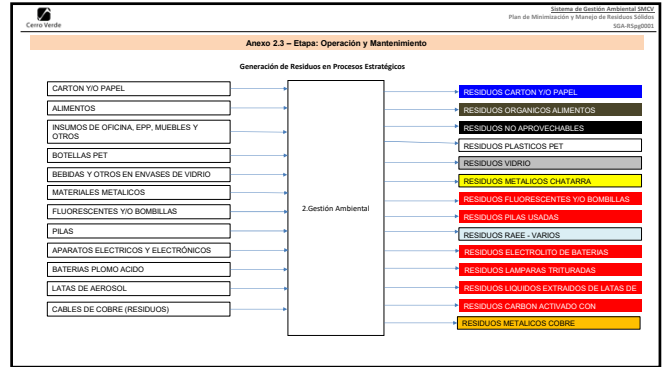 Cerro Verde
Sistema de Gestión Ambiental SMCV
Plan de Minimización y Manejo de Residuos Sólidos
SGA-RSpg0001
Anexo 2.3 – Etapa: Operación y Mantenimiento
Generación de Residuos en Procesos Estratégicos
CARTON Y/O PAPEL
ALIMENTOS
INSUMOS DE OFICINA, EPP, MUEBLES Y
OTROS
BOTELLAS PET
BEBIDAS Y OTROS EN ENVASES DE VIDRIO
MATERIALES METALICOS
FLUORESCENTES Y/O BOMBILLAS
PILAS
APARATOS ELECTRICOS Y ELECTRÓNICOS
BATERIAS PLOMO ACIDO
LATAS DE AEROSOL
CABLES DE COBRE (RESIDUOS)
2.Gestión Ambiental
RESIDUOS CARTON Y/O PAPEL
RESIDUOS ORGANICOS ALIMENTOS
RESIDUOS NO APROVECHABLES
RESIDUOS PLASTICOS PET
RESIDUOS VIDRIO
RESIDUOS METALICOS CHATARRA
RESIDUOS FLUORESCENTES Y/O BOMBILLAS
RESIDUOS PILAS USADAS
RESIDUOS RAEE - VARIOS
RESIDUOS ELECTROLITO DE BATERIAS
RESIDUOS LAMPARAS TRITURADAS
RESIDUOS LIQUIDOS EXTRAIDOS DE LATAS DE
RESIDUOS CARBON ACTIVADO CON
RESIDUOS METALICOS COBRE